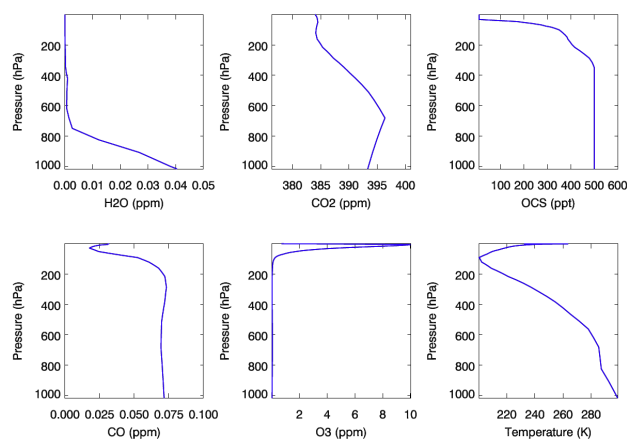 200
400
600
800
1000
Pressure (hPa)
0.00 0.01 0.02 0.03 0.04 0.05
H2O (ppm)
200
400
600
800
1000
Pressure (hPa)
380 385 390 395 400
CO2 (ppm)
200
400
600
800
1000
Pressure (hPa)
100 200 300 400 500 600
OCS (ppt)
200
400
600
800
1000
Pressure (hPa)
0.000 0.025 0.050 0.075 0.100
CO (ppm)
200
400
600
800
1000
Pressure (hPa)
2 4 6 8 10
O3 (ppm)
200
400
600
800
1000
Pressure (hPa)
220 240 260 280
Temperature (K)